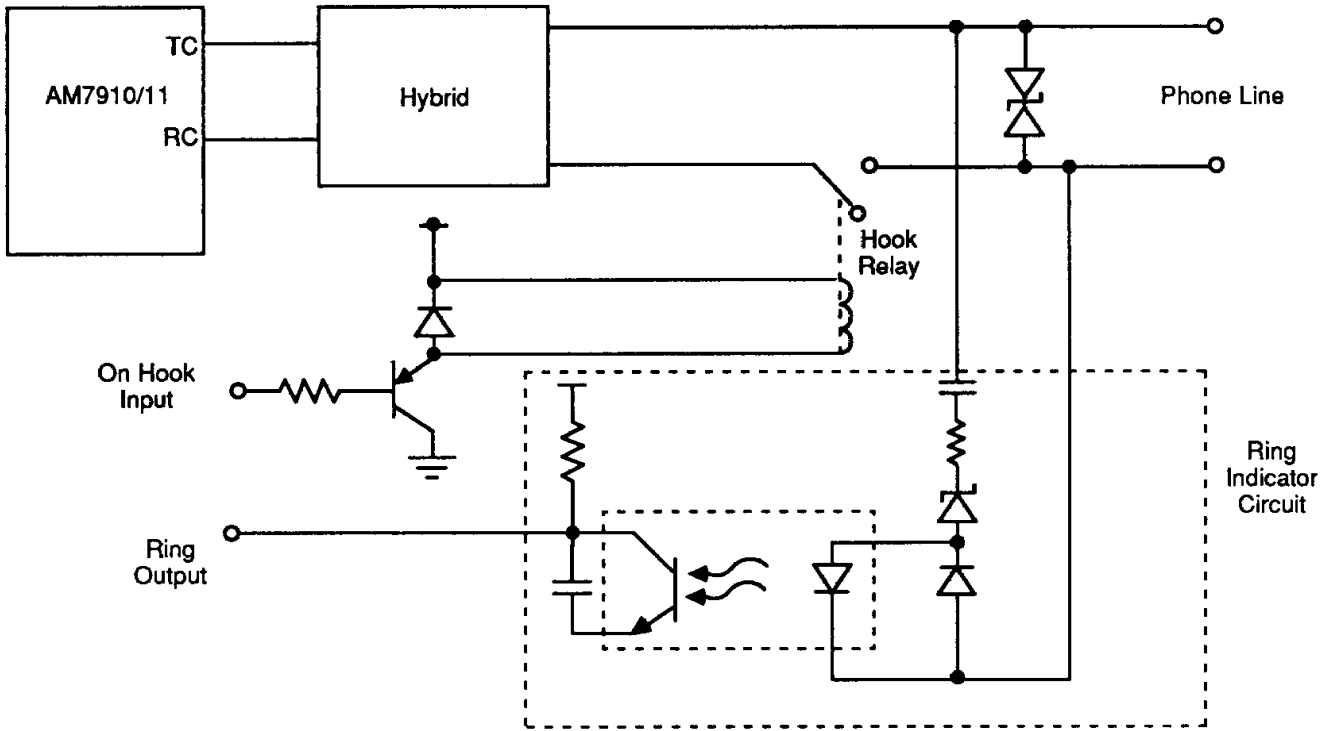 TC
AM7910/11
Hybrid
Phone Line
RC
Hook
Relay
On Hook
Input
Ring
Indicator
Circuit
Ring
Output